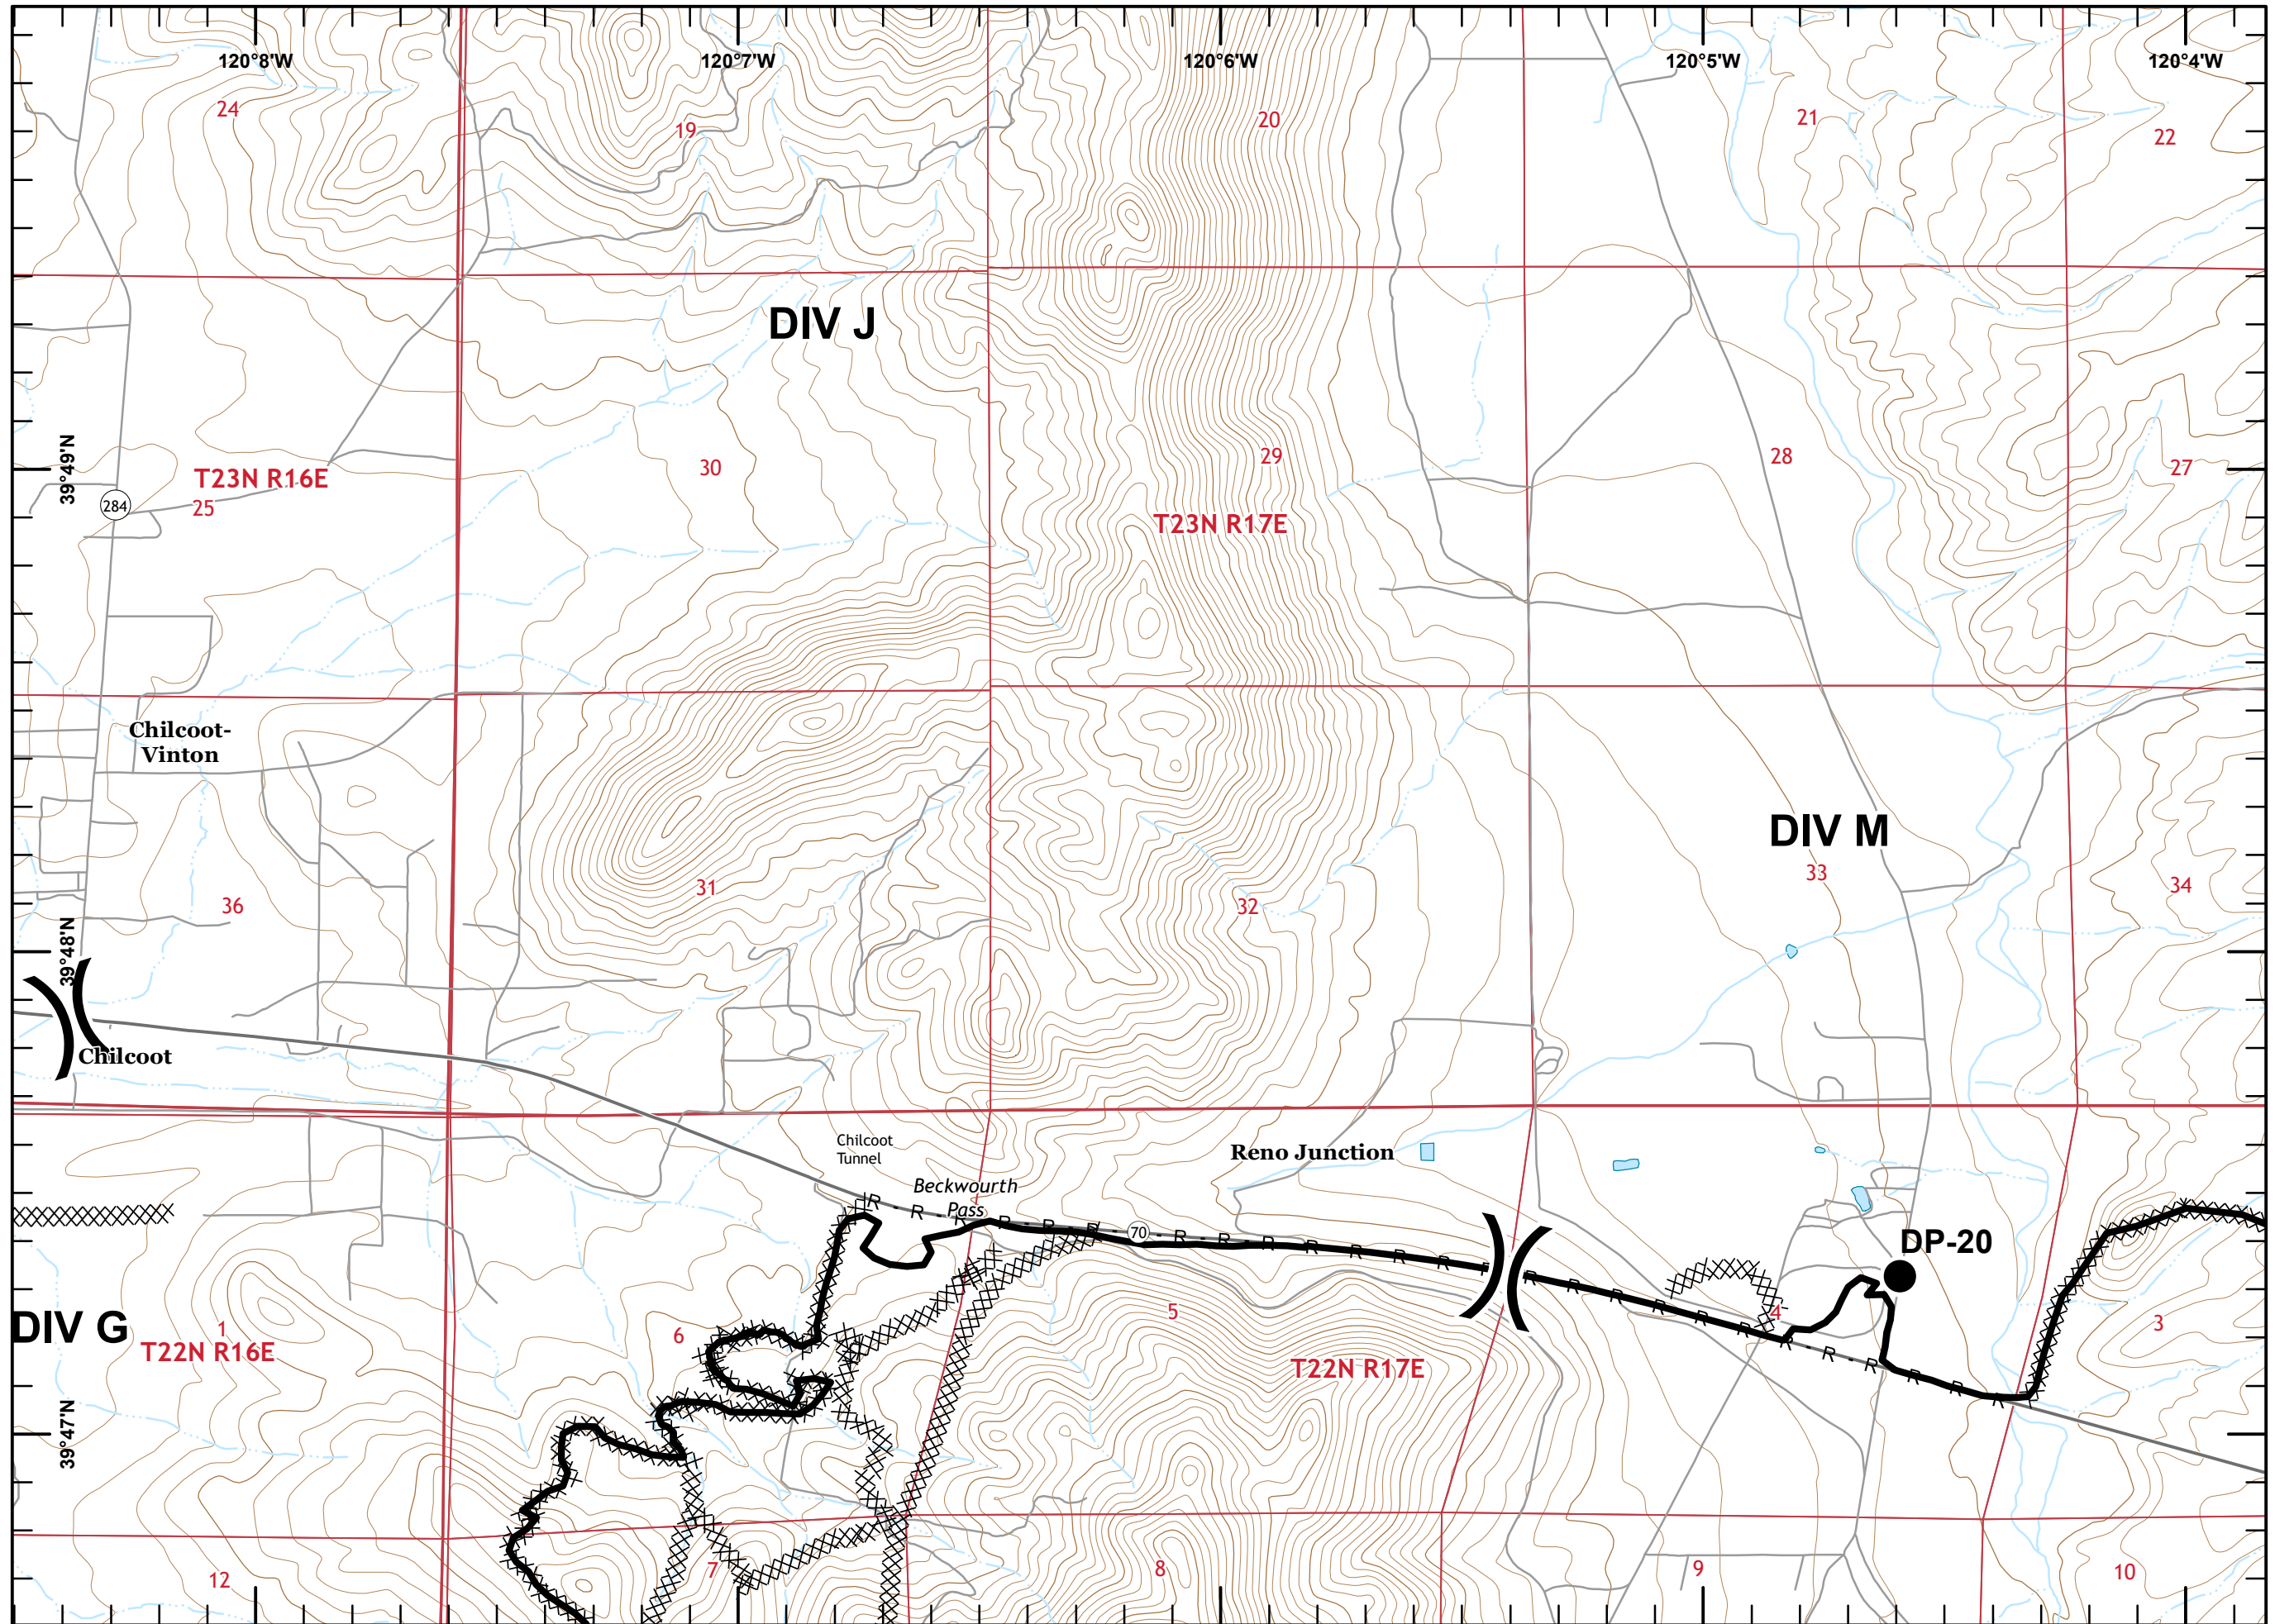 120°8'W
120°7'W
120°6'W
120°5'W
120°4'W
24
19
20
21
22
DIV J
39°49'N
T23N R16E
284
25
30
29
28
27
T23N R17E
Chilcoot-
Vinton
DIV M
33
34
31
32
36
39°48'N
Chilcoot
Chilcoot
Tunnel
Reno Junction
Beckwourth
Pass
R - R - R - R - R - R
70
- R - R - R - R - R - R - R
R - R - R - R - R - R - R - R - R - R - R - R
DP-20
DIV G
1
T22N R16E
6
5
4
3
T22N R17E
39°47'N
12
7
8
9
10